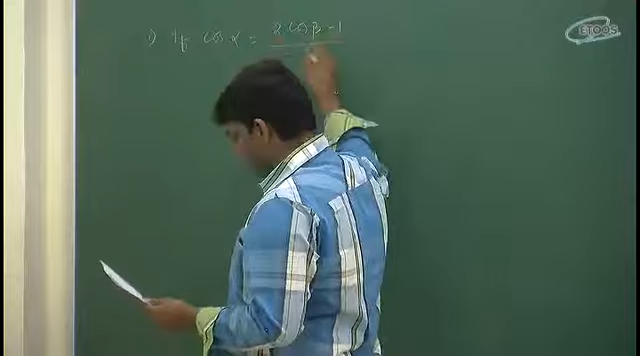 1) If cos α = 2 cos β - 1
ETOOS